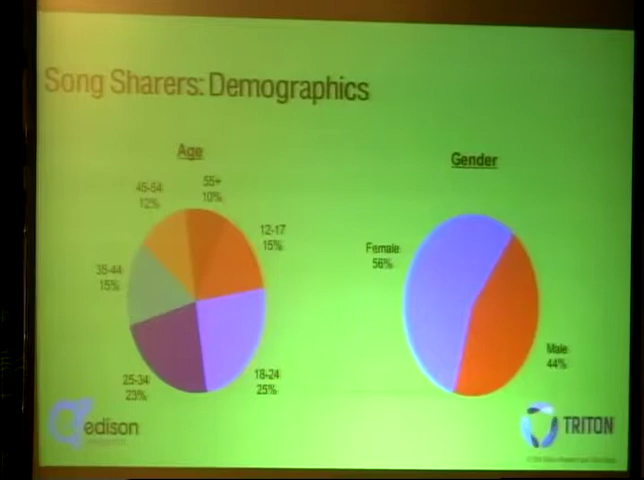 Song Sharers: Demographics
Age
Gender
55+
10%
45-54
12%
12-17
15%
Female
56%
35-44
15%
Male
44%
18-24
25%
25-34
23%
edison
TRITON